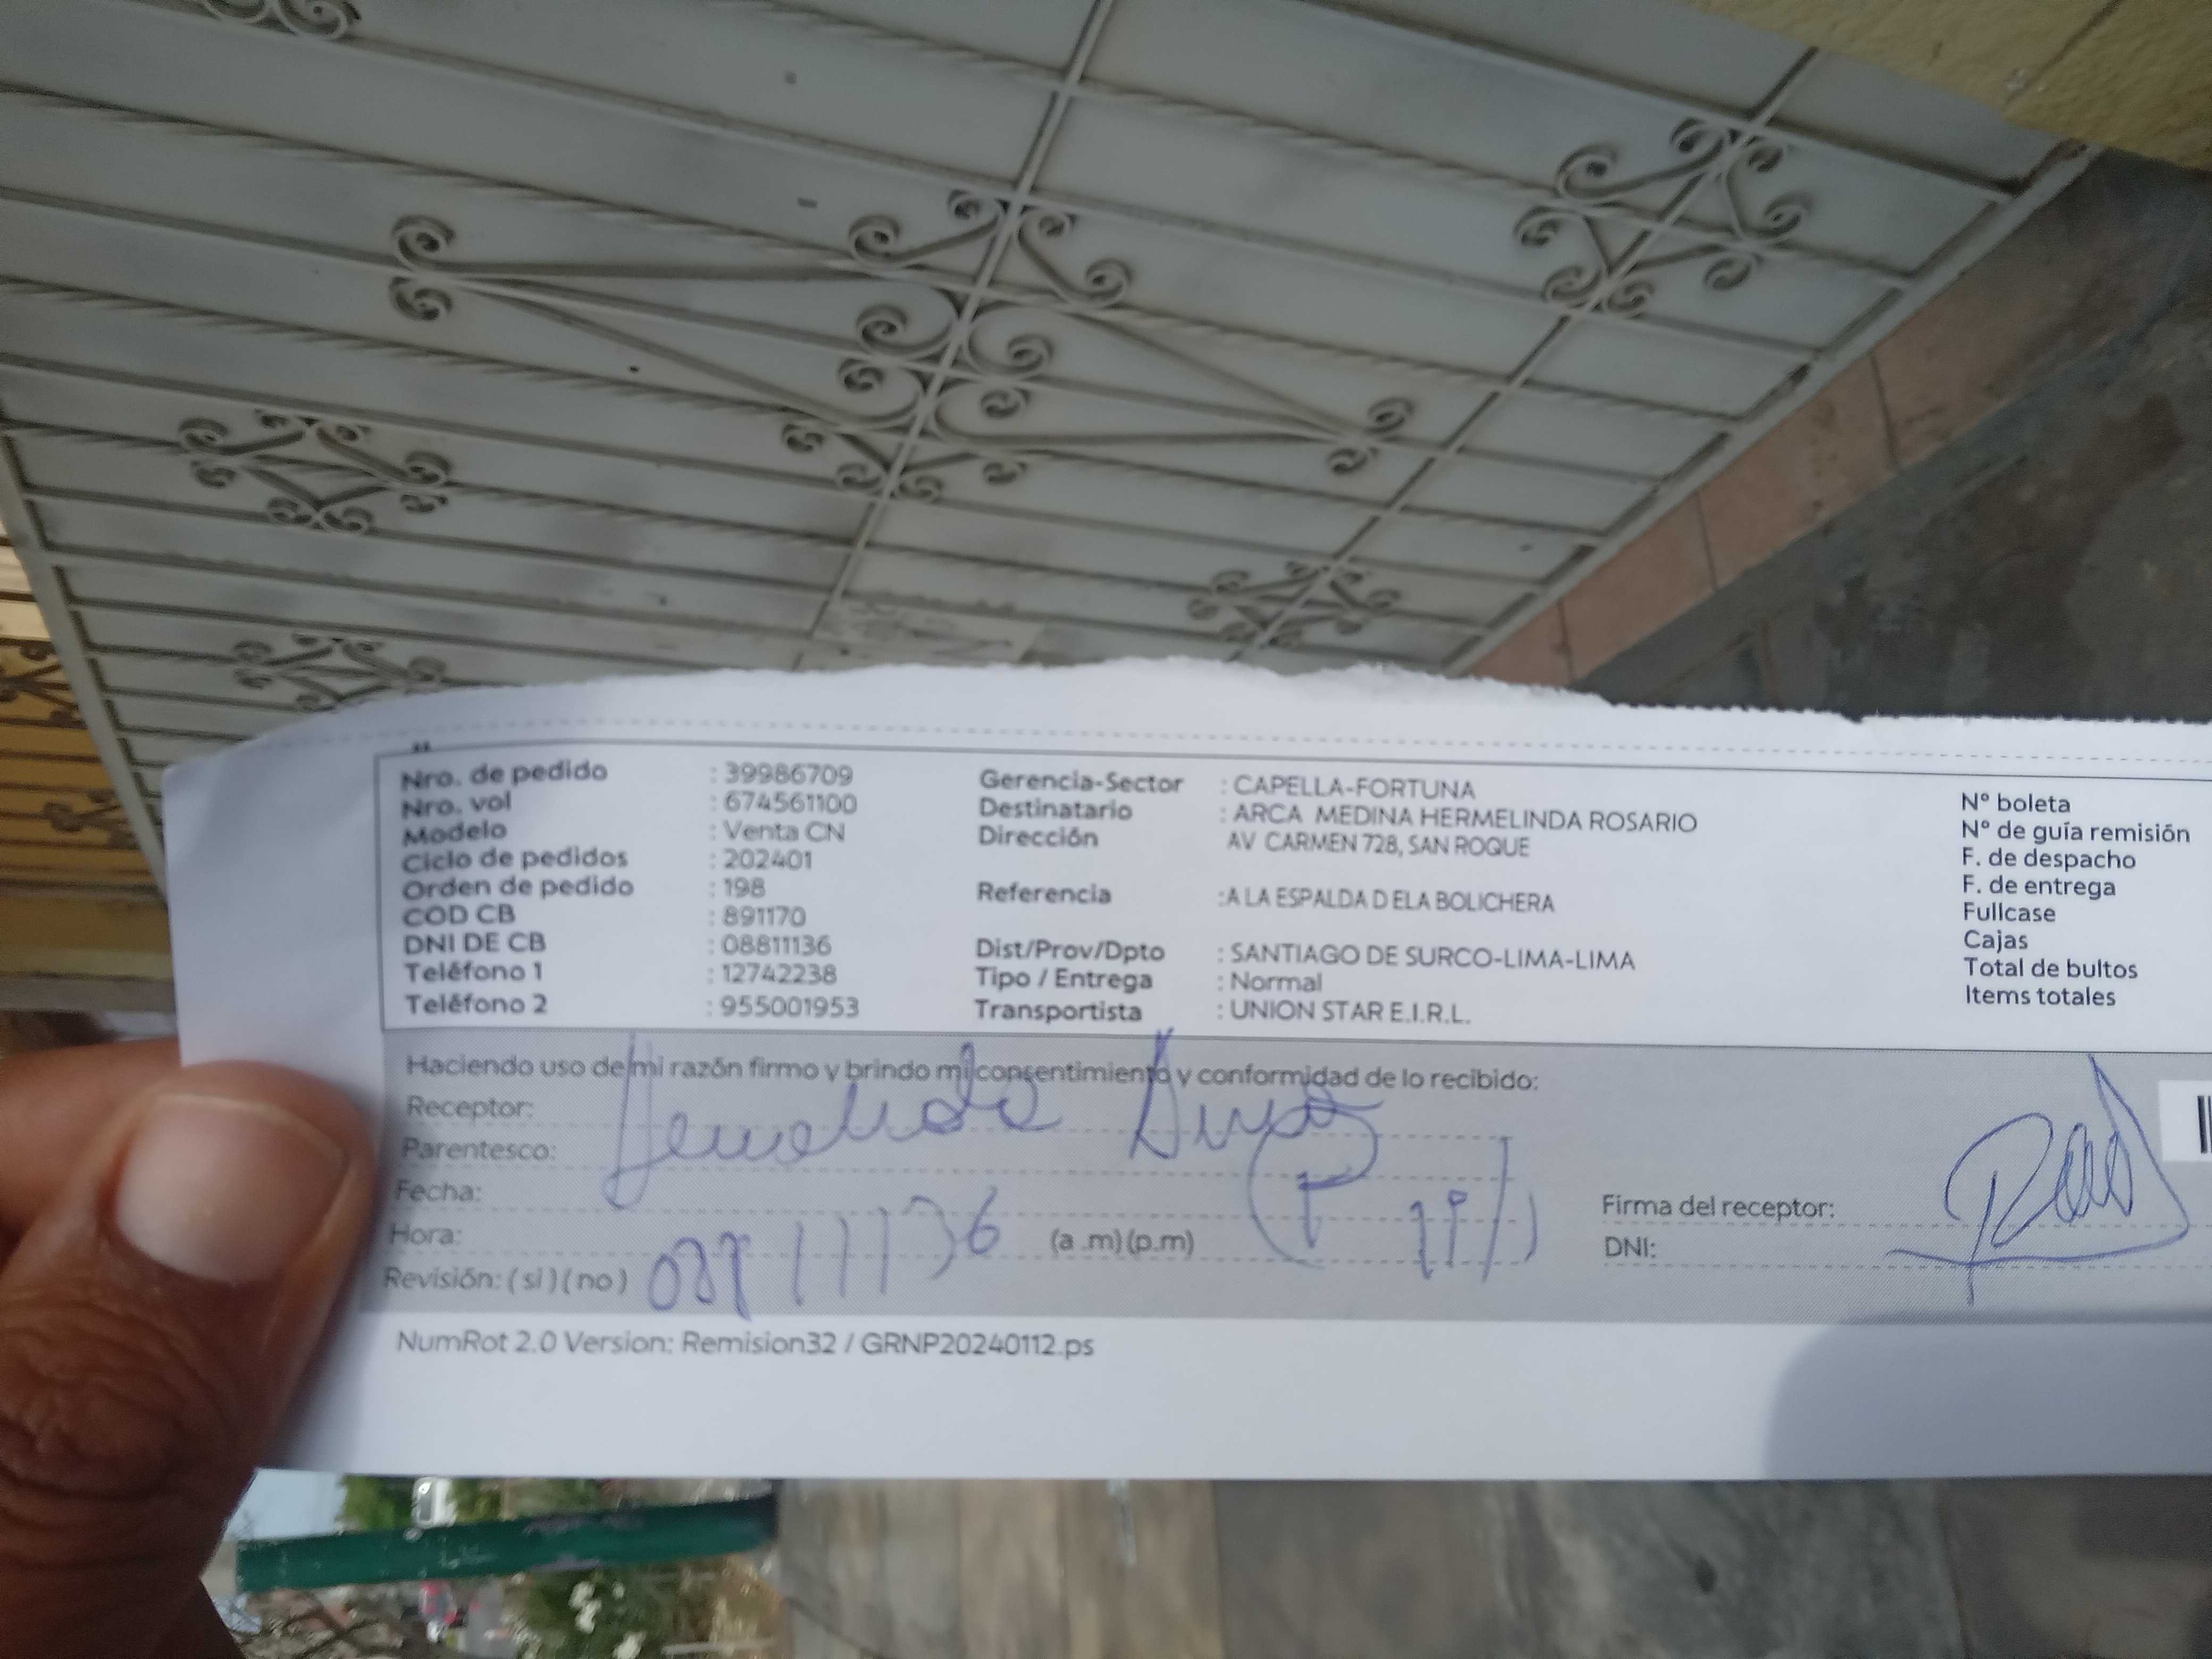 Nro. de pedido : 39986709
Nro. vol : 674561100
Modelo : Venta CN
Ciclo de pedidos : 202401
Orden de pedido : 198
COD CB : 891170
DNI DE CB : 08811136
Teléfono 1 : 12742238
Teléfono 2 : 955001953
Gerencia-Sector : CAPELLA-FORTUNA
Destinatario : ARCA MEDINA HERMELINDA ROSARIO
Dirección AV CARMEN 728, SAN ROQUE
Referencia :A LA ESPALDA D ELA BOLICHERA
Dist/Prov/Dpto : SANTIAGO DE SURCO-LIMA-LIMA
Tipo / Entrega : Normal
Transportista : UNION STAR E.I.R.L.
N° boleta
N° de guía remisión
F. de despacho
F. de entrega
Fullcase
Cajas
Total de bultos
Items totales
Haciendo uso de mi razón firmo y brindo mi consentimiento y conformidad de lo recibido:
Receptor:
Parentesco:
Fecha:
Hora: (a .m) (p.m)
Revisión: ( si ) ( no ) 08811136
Firma del receptor:
DNI:
NumRot 2.0 Version: Remision32 / GRNP20240112.ps